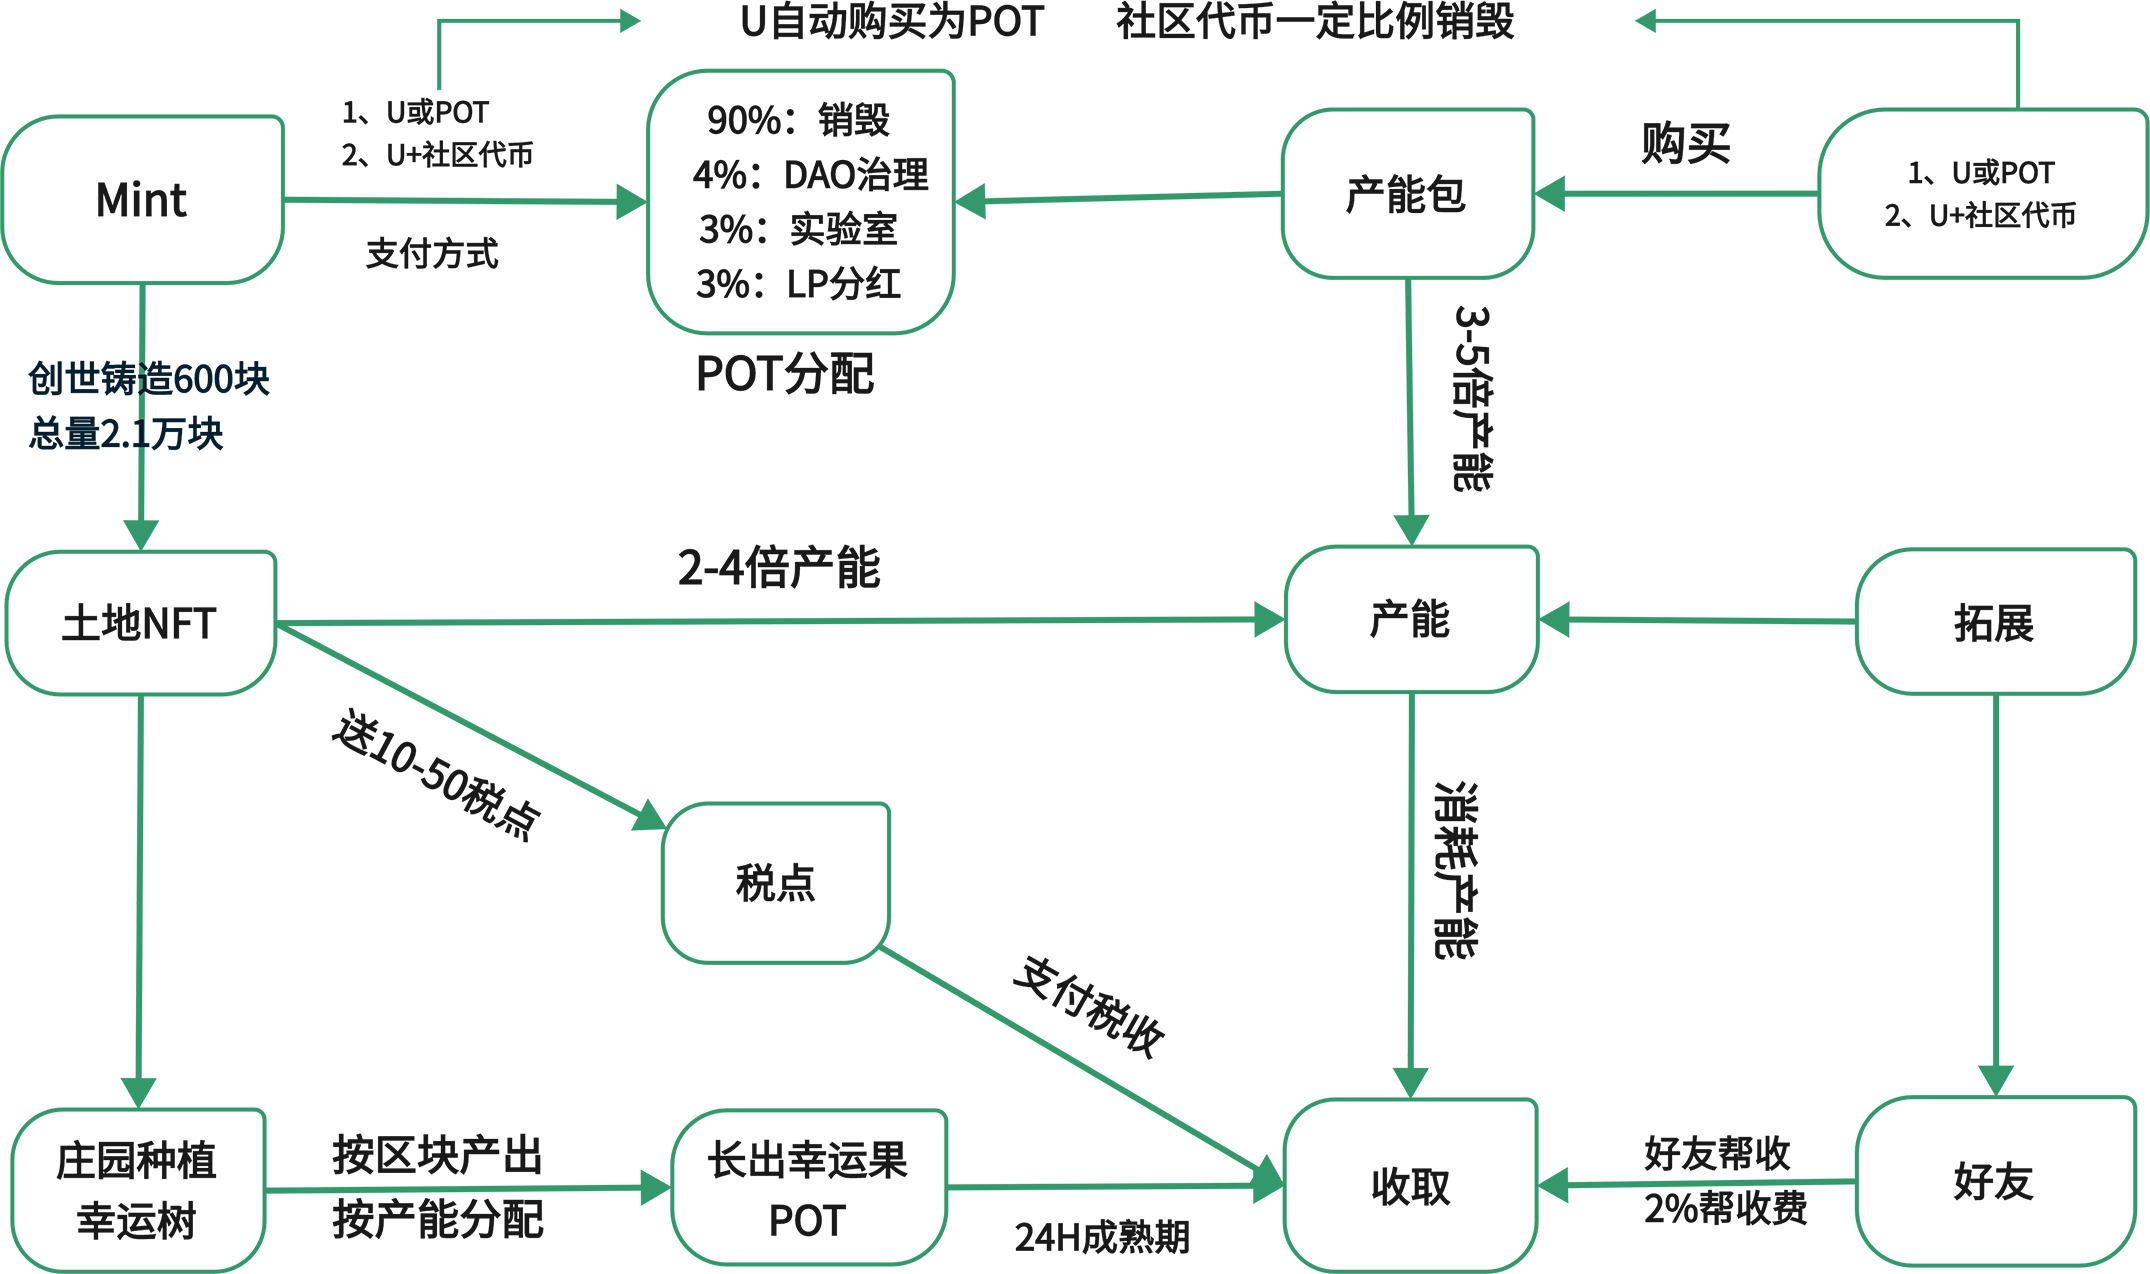 U自动购买为POT
社区代币一定比例销毁
1、U或POT
2、U+社区代币
Mint
支付方式
90%：销毁
4%：DAO治理
3%：实验室
3%：LP分红
POT分配
产能包
购买
1、U或POT
2、U+社区代币
创世铸造600块
总量2.1万块
3-5倍产能
土地NFT
2-4倍产能
产能
拓展
送10-50税点
税点
消耗产能
支付税收
庄园种植
幸运树
按区块产出
按产能分配
长出幸运果
POT
24H成熟期
收取
好友帮收
2%帮收费
好友